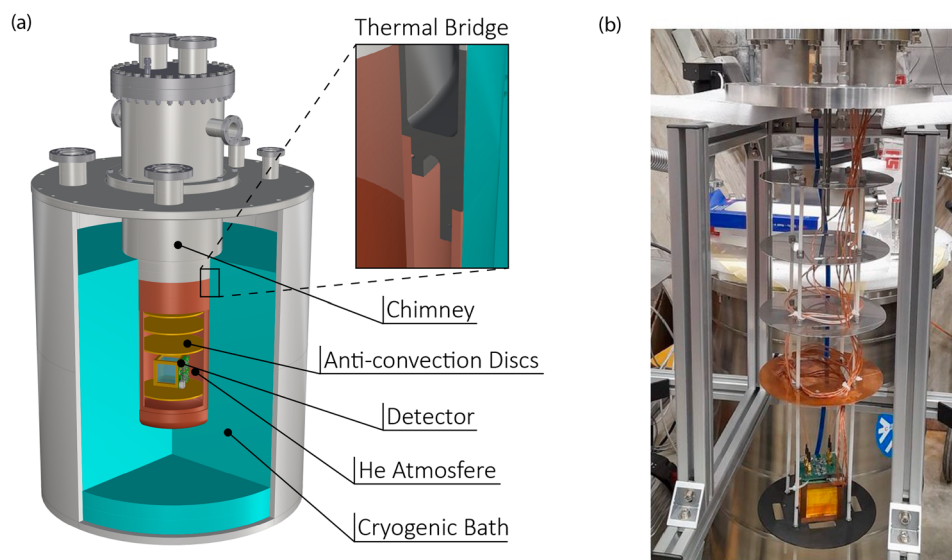 (a)
Thermal Bridge
(b)
Chimney
Anti-convection Discs
Detector
He Atmosfere
Cryogenic Bath